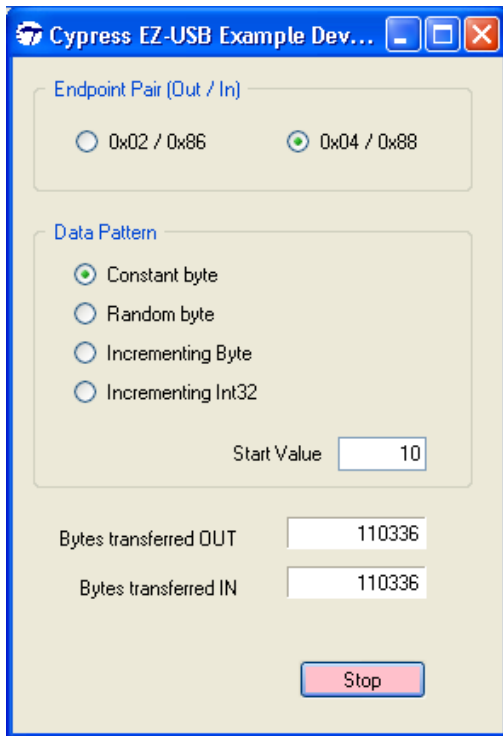 Cypress EZ-USB Example Dev...
Endpoint Pair (Out / In)
0x02 / 0x86 0x04 / 0x88
Data Pattern
Constant byte
Random byte
Incrementing Byte
Incrementing Int32
Start Value 10
Bytes transferred OUT 110336
Bytes transferred IN 110336
Stop